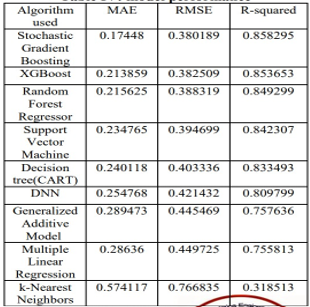 Algorithm used MAE RMSE R-squared
Stochastic Gradient Boosting 0.17448 0.380189 0.858295
XGBoost 0.213859 0.382509 0.853653
Random Forest Regressor 0.215625 0.388319 0.849299
Support Vector Machine 0.234765 0.394699 0.842307
Decision tree(CART) 0.240118 0.403336 0.833493
DNN 0.254768 0.421432 0.809799
Generalized Additive Model 0.289473 0.445469 0.757636
Multiple Linear Regression 0.28636 0.449725 0.755813
k-Nearest Neighbors 0.574117 0.766835 0.318513